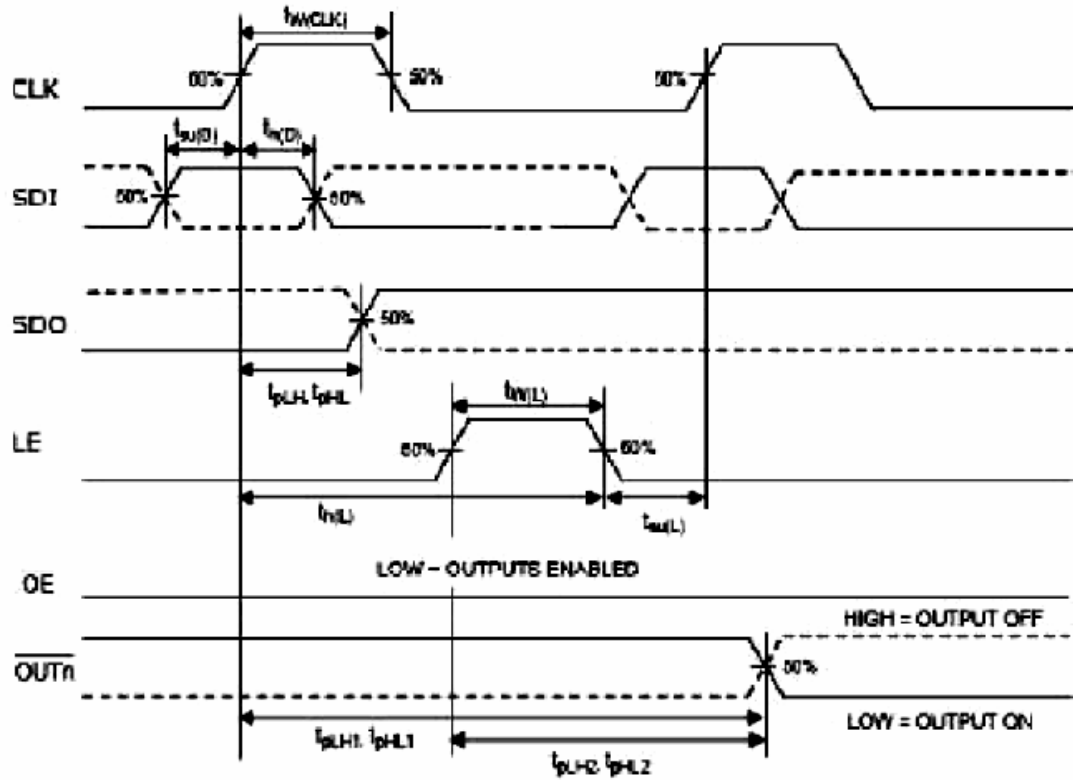 tW(CLK)
CLK
50%
50%
50%
tsu(D)
th(D)
SDI
50%
50%
SDO
50%
tpLH, tpHL
tW(L)
LE
50%
50%
th(L)
tsu(L)
LOW = OUTPUTS ENABLED
OE
HIGH = OUTPUT OFF
OUTn
50%
LOW = OUTPUT ON
tpLH1, tpHL1
tpLH2, tpHL2